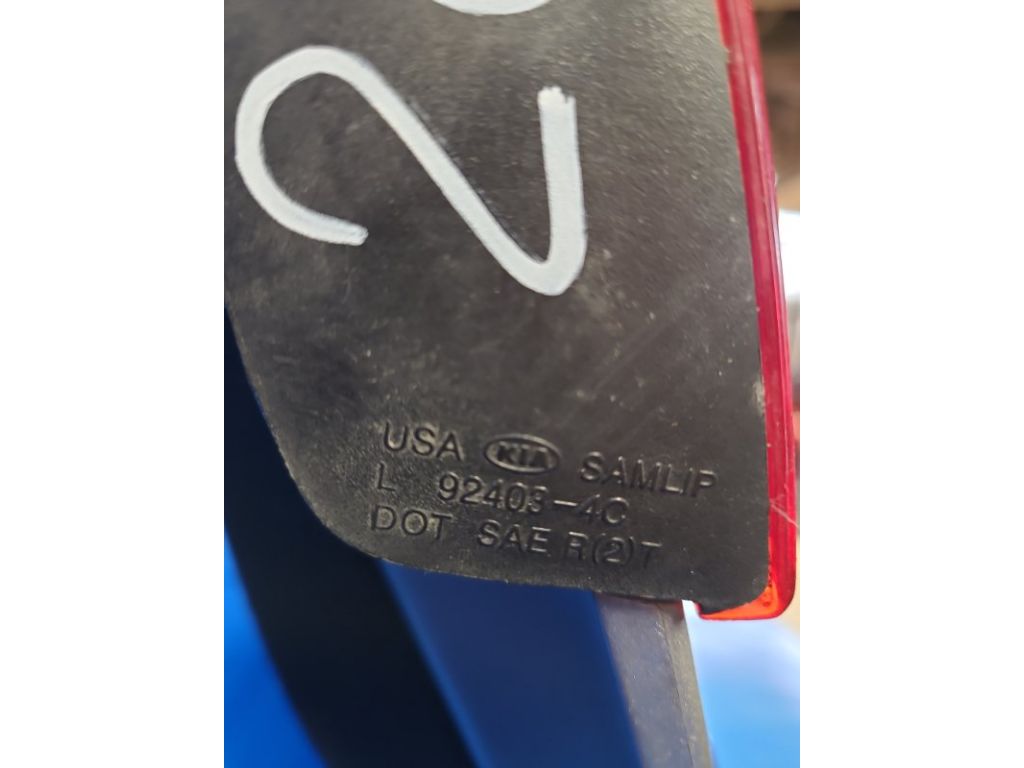 2
USA KIA SAMLIP
L 92403-4C
DOT SAE R(2)T